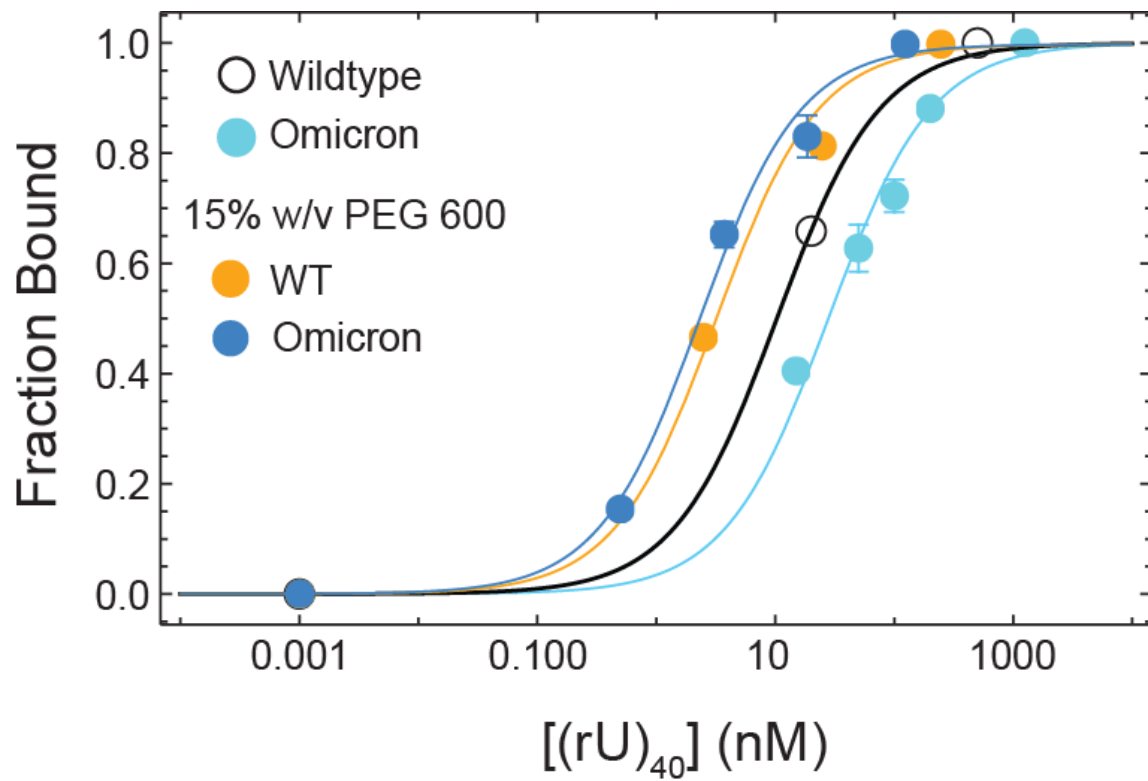 1.0
0.8
0.6
0.4
0.2
0.0
Fraction Bound
Wildtype
Omicron
15% w/v PEG 600
WT
Omicron
0.001 0.100 10 1000
[(rU)40] (nM)